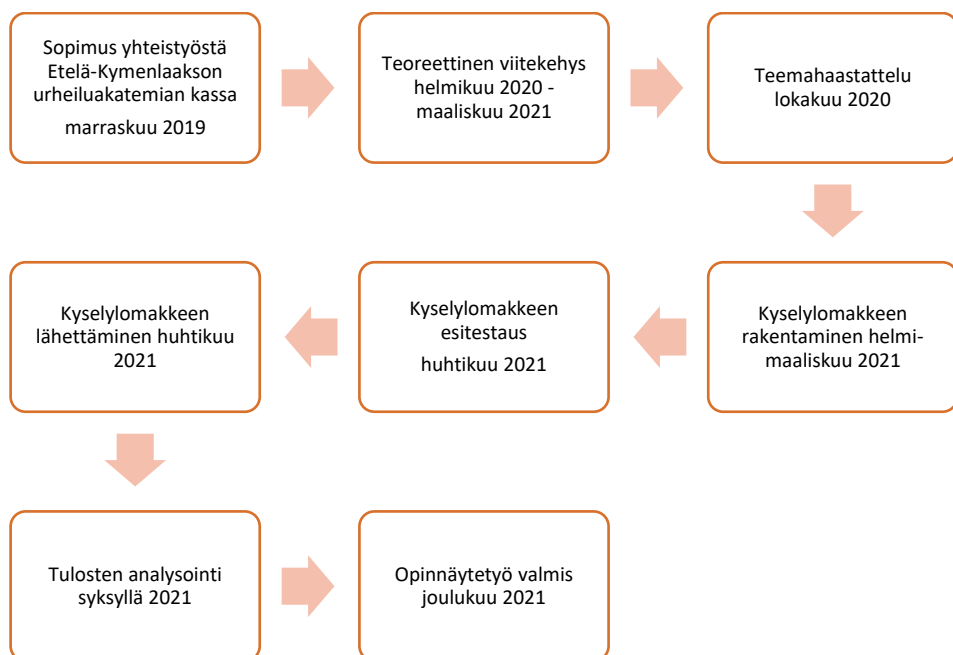 Sopimus yhteistyöstä
Etelä-Kymenlaakson
urheiluakatemian kassa
marraskuu 2019
Teoreettinen viitekehys
helmikuu 2020 -
maaliskuu 2021
Teemahaastattelu
lokakuu 2020
Kyselylomakkeen
rakentaminen helmi-
maaliskuu 2021
Kyselylomakkeen
esitestaus
huhtikuu 2021
Kyselylomakkeen
lähettäminen huhtikuu
2021
Tulosten analysointi
syksyllä 2021
Opinnäytetyö valmis
joulukuu 2021